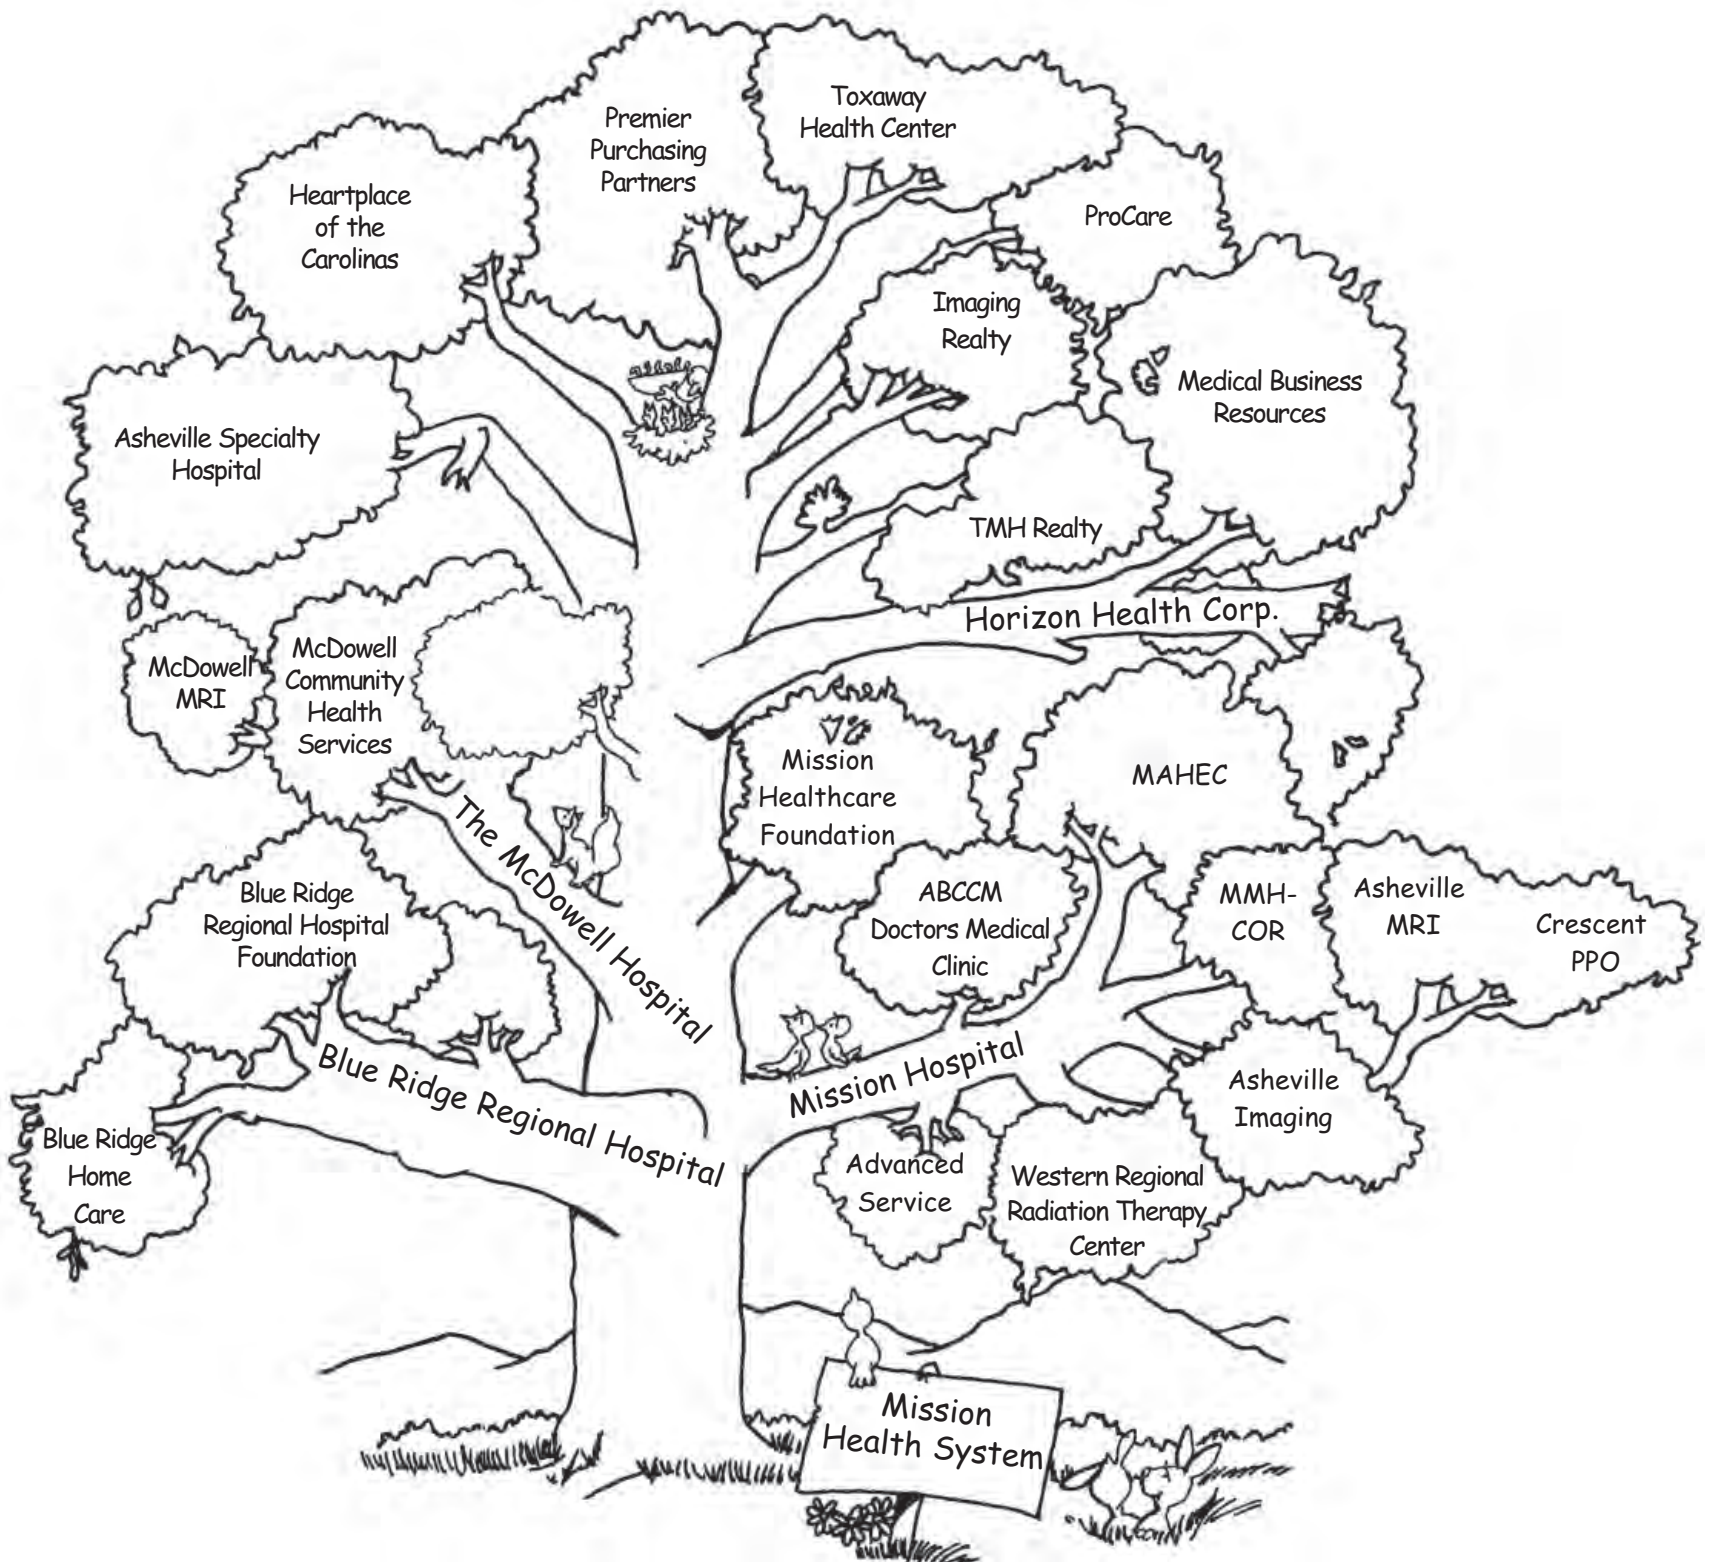 Toxaway
Health Center
Premier
Purchasing
Partners
Heartplace
of the
Carolinas
ProCare
Imaging
Realty
Medical Business
Resources
Asheville Specialty
Hospital
TMH Realty
Horizon Health Corp.
McDowell
MRI
McDowell
Community
Health
Services
Mission
Healthcare
Foundation
MAHEC
The McDowell Hospital
Blue Ridge
Regional Hospital
Foundation
ABCCM
Doctors Medical
Clinic
MMH-
COR
Asheville
MRI
Crescent
PPO
Blue Ridge Regional Hospital
Mission Hospital
Asheville
Imaging
Blue Ridge
Home
Care
Advanced
Service
Western Regional
Radiation Therapy
Center
Mission
Health System